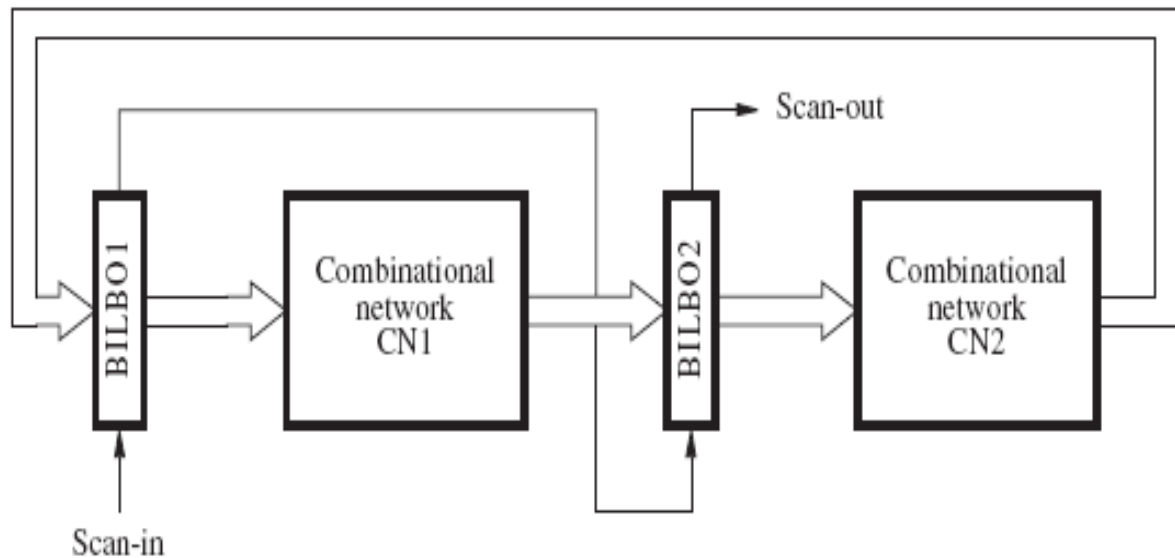 Scan-out
BILBO1
Combinational
network
CN1
BILBO2
Combinational
network
CN2
Scan-in